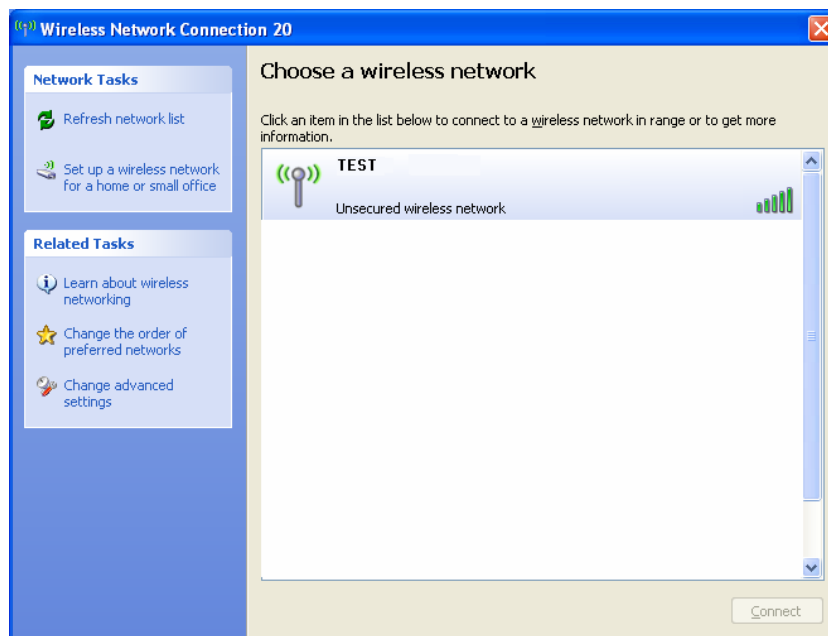 Wireless Network Connection 20
Network Tasks
Refresh network list
Set up a wireless network
for a home or small office
Related Tasks
Learn about wireless
networking
Change the order of
preferred networks
Change advanced
settings
Choose a wireless network
Click an item in the list below to connect to a wireless network in range or to get more
information.
TEST
Unsecured wireless network
Connect